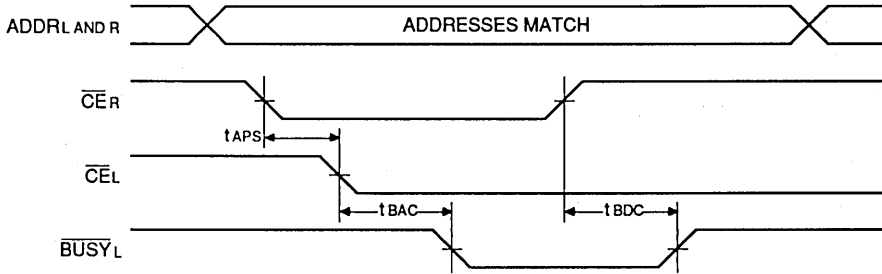 ADDRL AND R
ADDRESSES MATCH
CER
tAPS
CEL
tBAC
tBDC
BUSYL